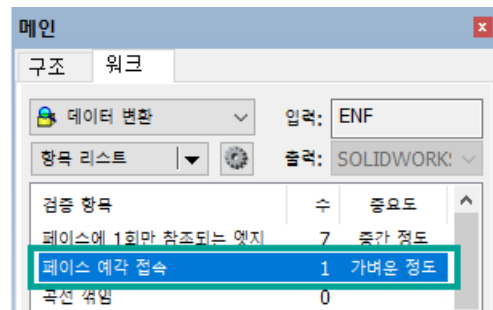 메인
구조 워크
데이터 변환 입력: ENF
항목 리스트 출력: SOLIDWORK
검증 항목 수 중요도
페이스에 1회만 참조되는 엣지 7 중간 정도
페이스 예각 접속 1 가벼운 정도
곡선 꺾임 0